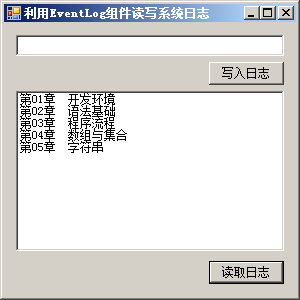 利用EventLog组件读写系统日志
写入日志
第01章 开发环境
第02章 语法基础
第03章 程序流程
第04章 数组与集合
第05章 字符串
读取日志